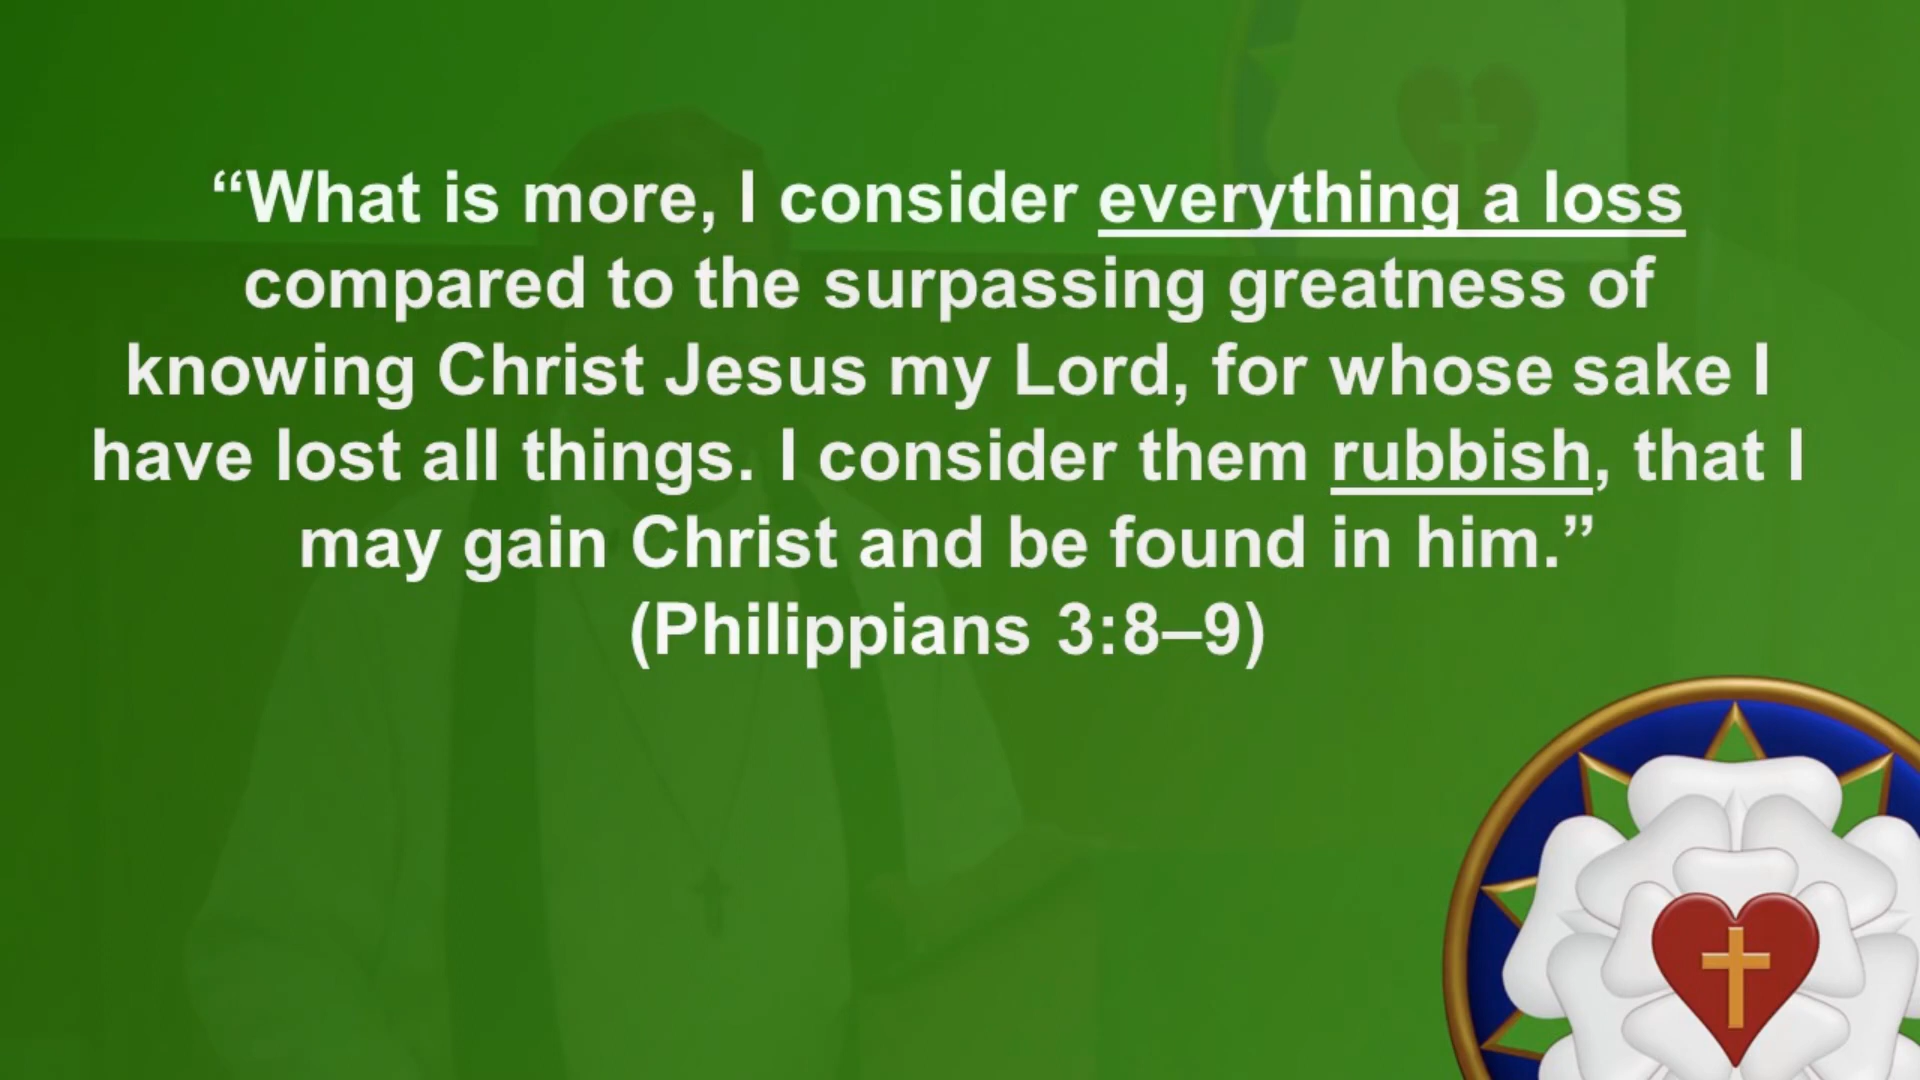 “What is more, I consider everything a loss
compared to the surpassing greatness of
knowing Christ Jesus my Lord, for whose sake I
have lost all things. I consider them rubbish, that I
may gain Christ and be found in him.”
(Philippians 3:8–9)